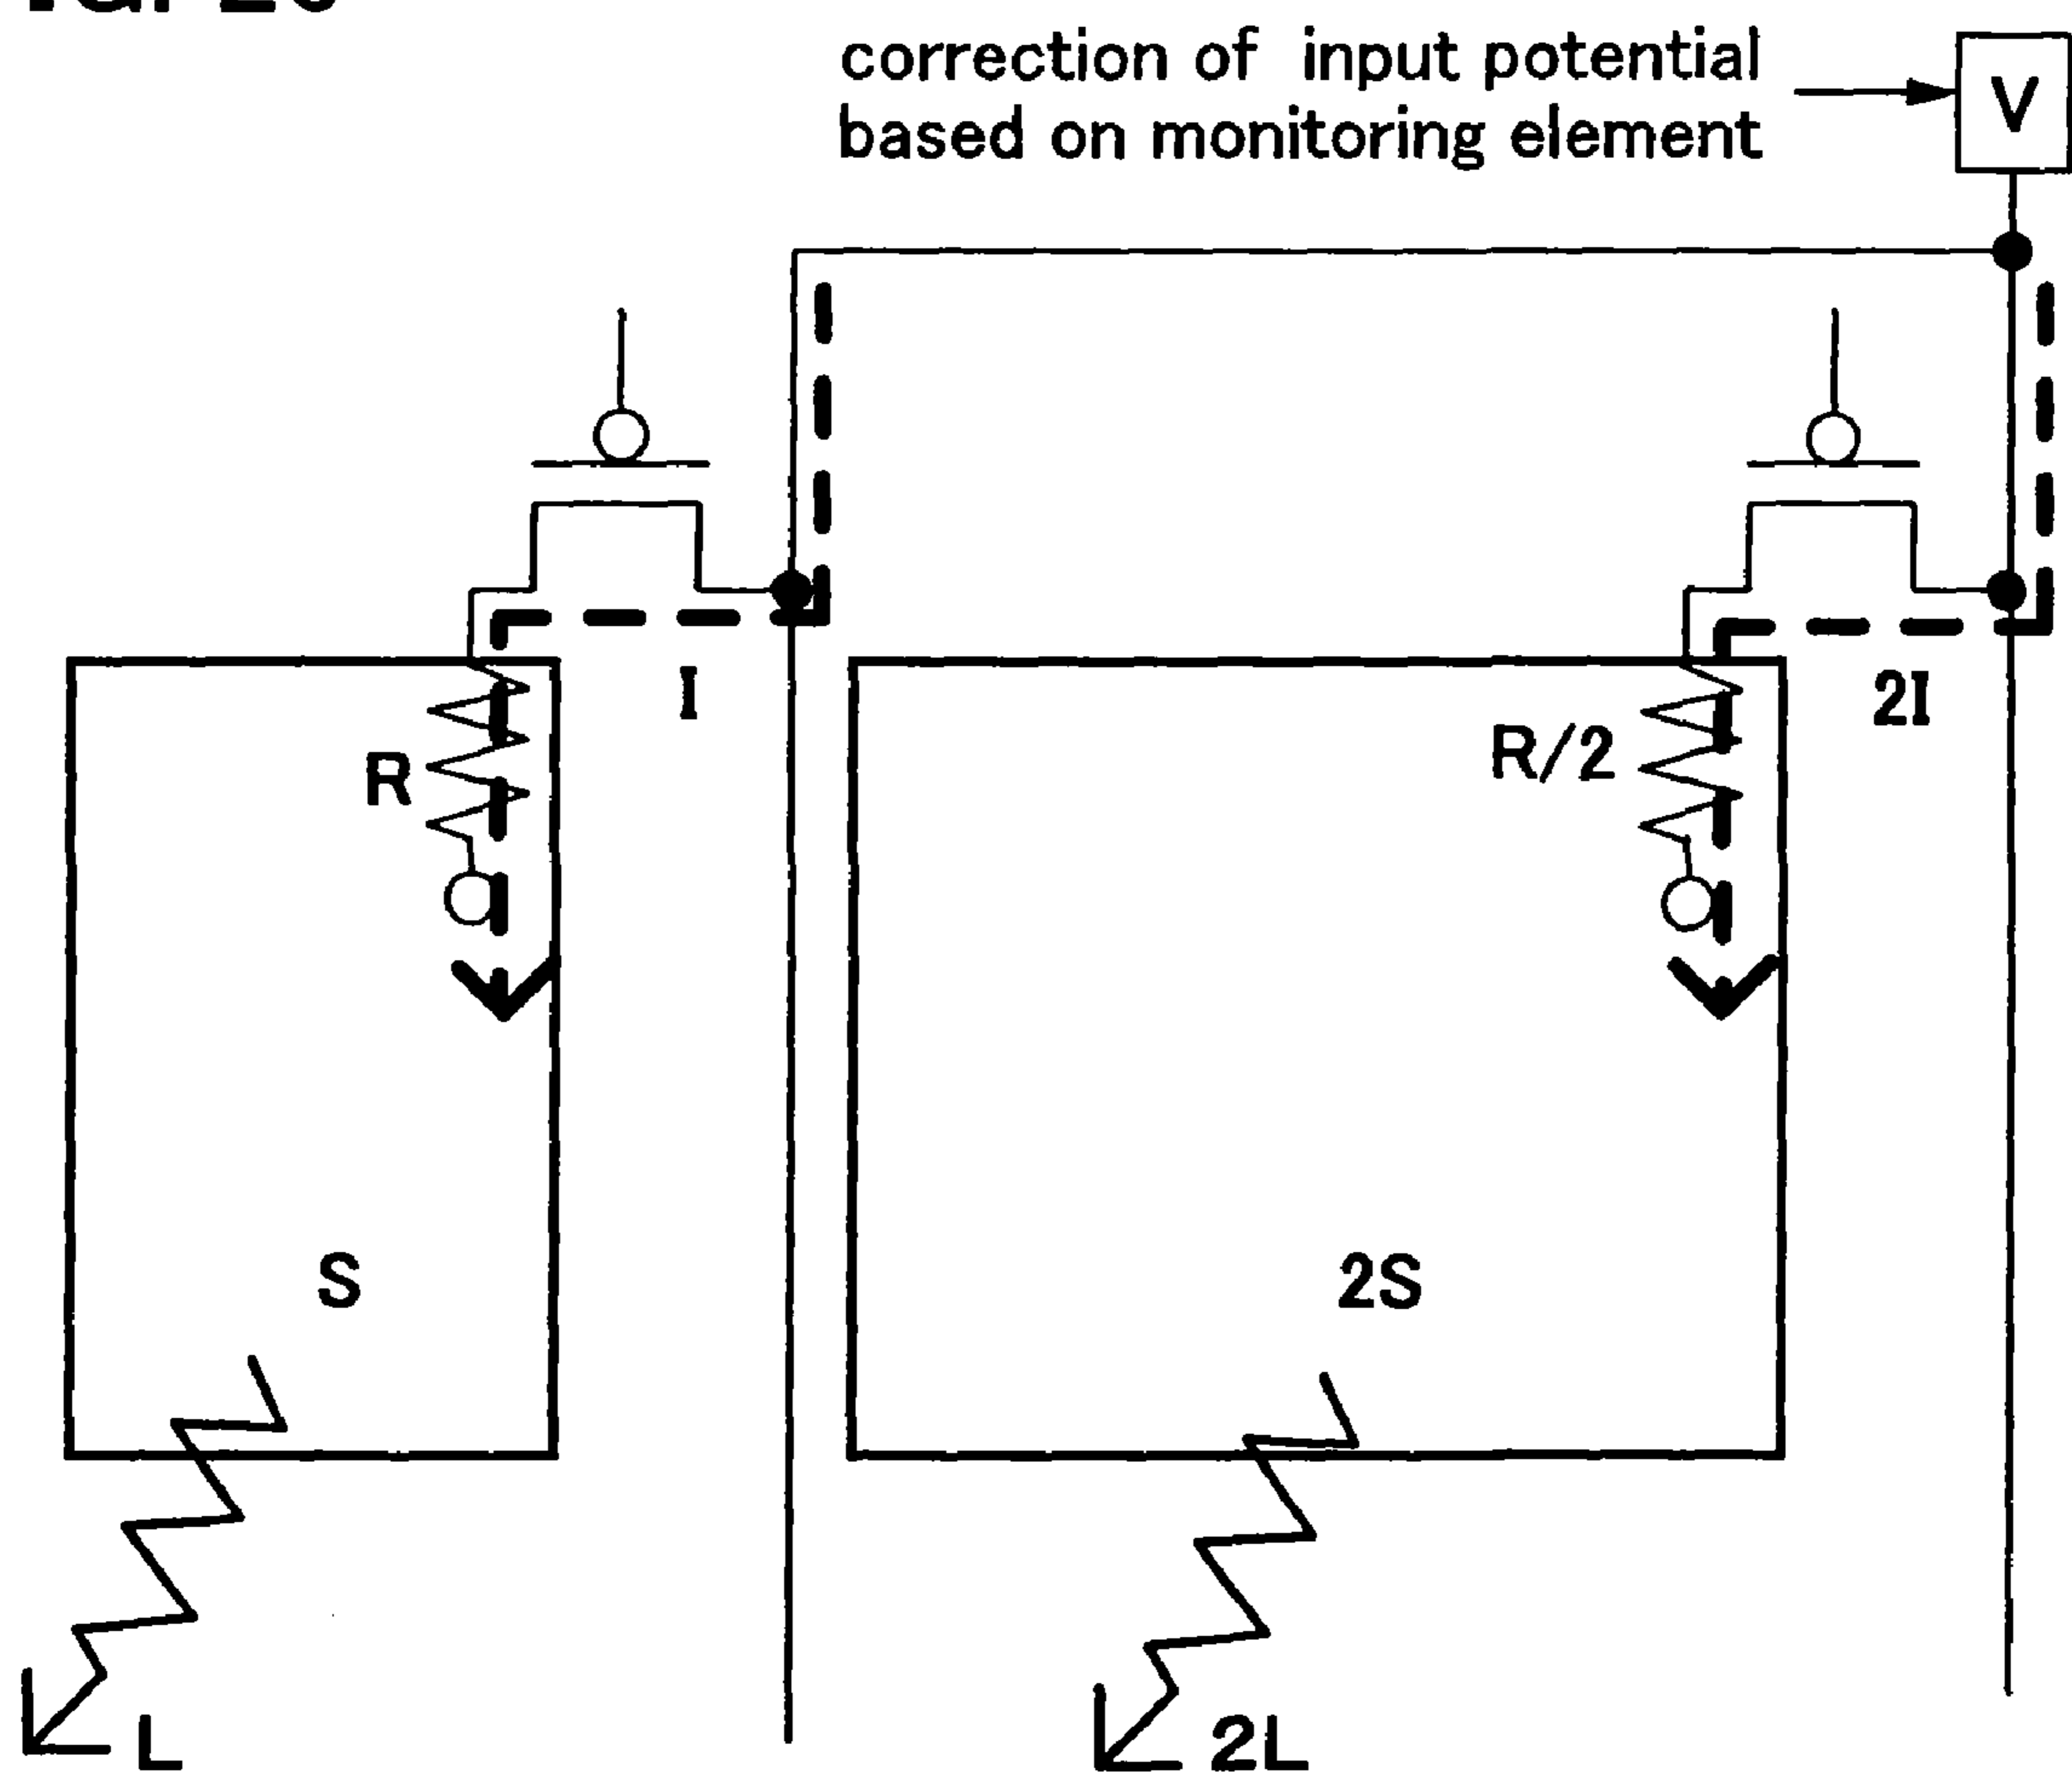 correction of input potential
based on monitoring element
V
I
2I
R
R/2
S
2S
L
2L